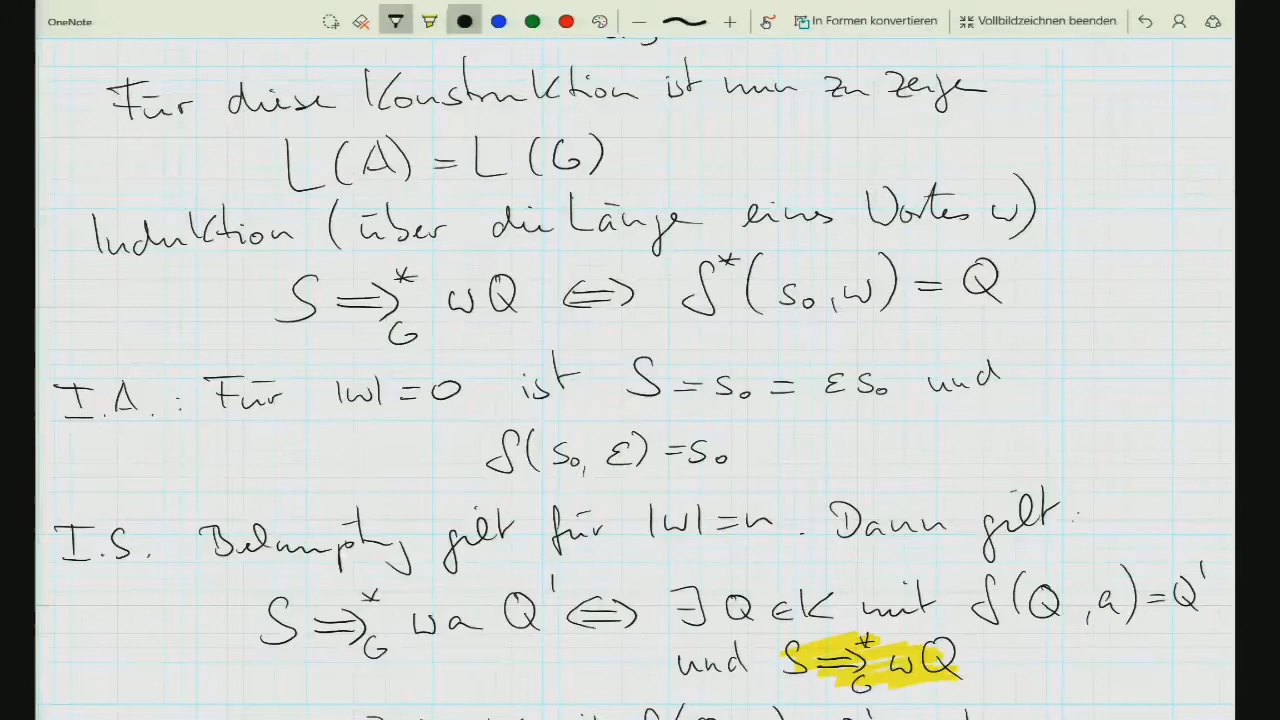 OneNote
In Formen konvertieren
Vollbildzeichnen beenden
Für diese Konstruktion ist nun zu zeigen
L(A) = L(G)
Induktion (über die Länge eines Wortes w)
S ⇒*_G wQ ⇔ δ*(s₀, w) = Q
I.A.: Für |w| = 0 ist S = s₀ = εs₀ und
δ(s₀, ε) = s₀
I.S. Behauptung gilt für |w| = n. Dann gilt:
S ⇒*_G waQ' ⇔ ∃ Q ∈ K mit δ(Q, a) = Q'
und S ⇒*_G wQ